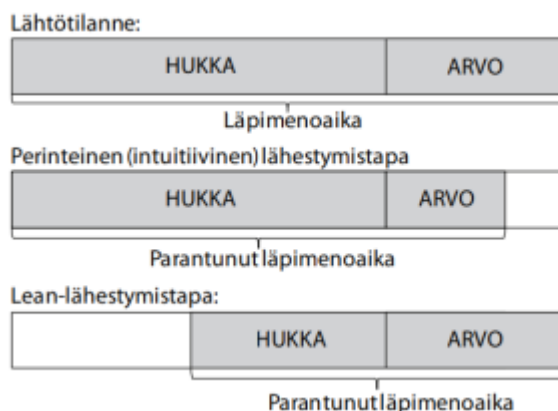 Lähtötilanne:
HUKKA ARVO
Läpimenoaika
Perinteinen (intuitiivinen) lähestymistapa
HUKKA ARVO
Parantunut läpimenoaika
Lean-lähestymistapa:
HUKKA ARVO
Parantunut läpimenoaika